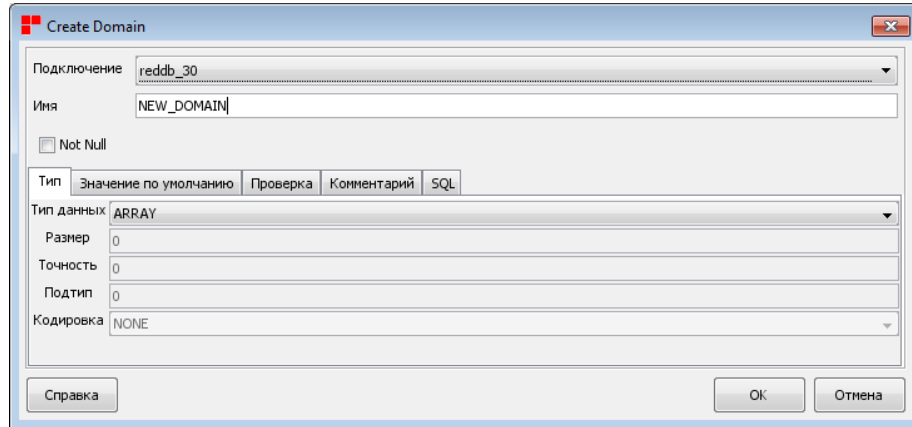 Create Domain
Подключение reddb_30
Имя NEW_DOMAIN
Not Null
Тип Значение по умолчанию Проверка Комментарий SQL
Тип данных ARRAY
Размер 0
Точность 0
Подтип 0
Кодировка NONE
Справка OK Отмена